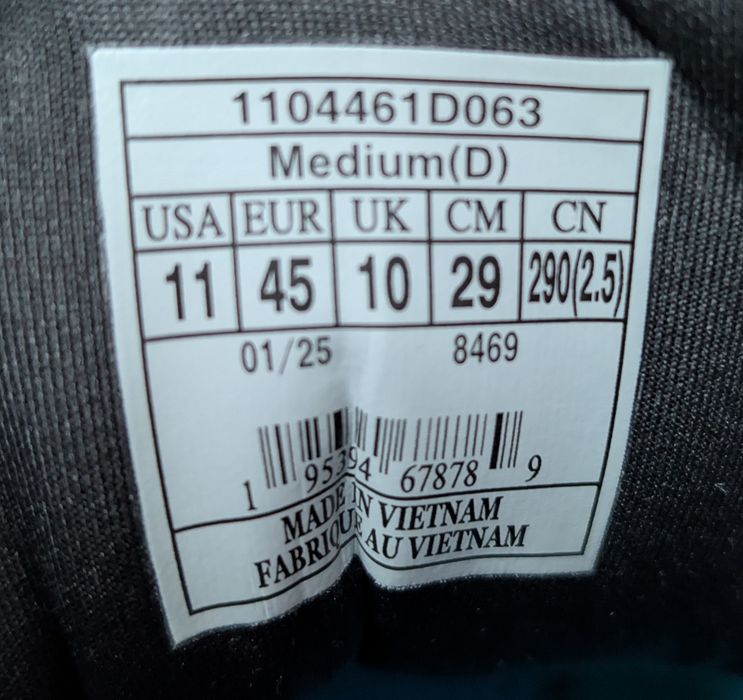 1104461D063
Medium(D)
USA EUR UK CM CN
11 45 10 29 290(2.5)
01/25 8469
1 95394 67878 9
MADE IN VIETNAM
FABRIQUE AU VIETNAM